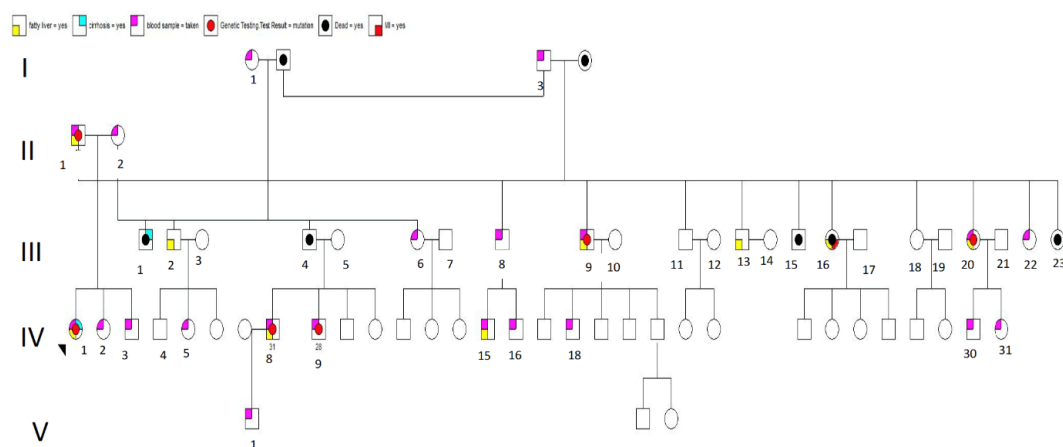 fatty liver = yes cirrhosis = yes blood sample = taken Genetic Testing.Test Result = mutation Dead = yes MI = yes
I
1 3
II
1 2
III
1 2 3 4 5 6 7 8 9 10 11 12 13 14 15 16 17 18 19 20 21 22 23
31 28
IV
1 2 3 4 5 8 9 15 16 18 30 31
V
1